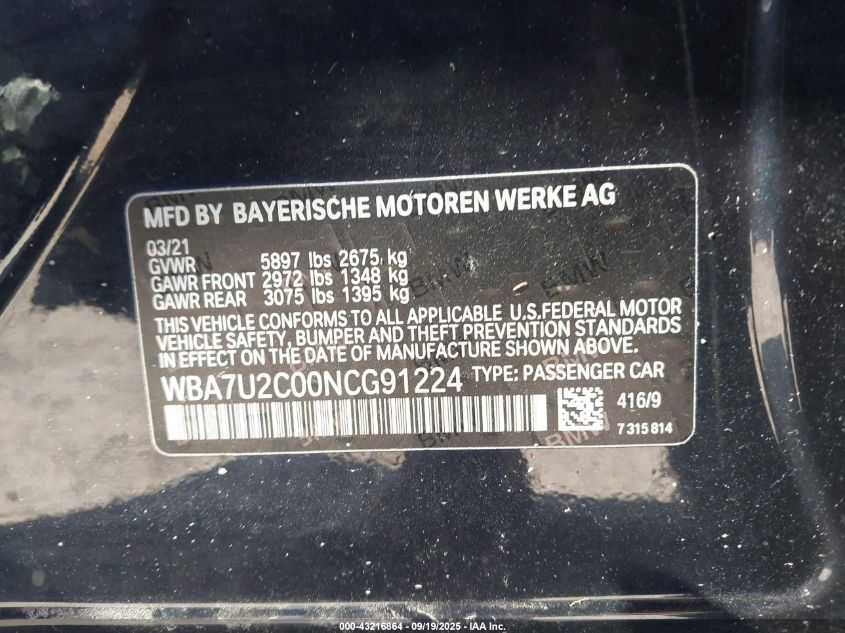 MFD BY BAYERISCHE MOTOREN WERKE AG
03/21
GVWR 5897 lbs 2675 kg
GAWR FRONT 2972 lbs 1348 kg
GAWR REAR 3075 lbs 1395 kg
THIS VEHICLE CONFORMS TO ALL APPLICABLE U.S.FEDERAL MOTOR
VEHICLE SAFETY, BUMPER AND THEFT PREVENTION STANDARDS
IN EFFECT ON THE DATE OF MANUFACTURE SHOWN ABOVE.
WBA7U2C00NCG91224 TYPE: PASSENGER CAR
416/9
7 315 814
000-43216864 - 09/19/2025 - IAA Inc.